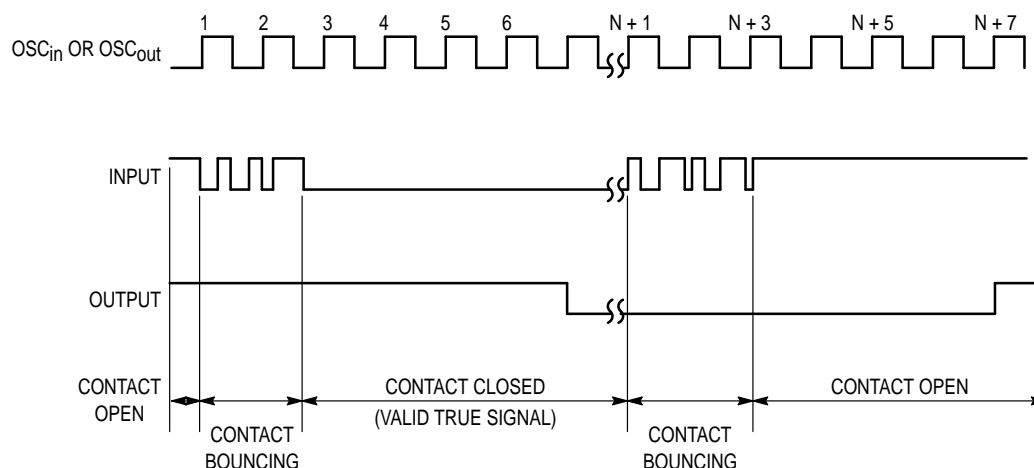 1 2 3 4 5 6 N + 1 N + 3 N + 5 N + 7
OSCin OR OSCout
INPUT
OUTPUT
CONTACT OPEN
CONTACT CLOSED
(VALID TRUE SIGNAL)
CONTACT OPEN
CONTACT BOUNCING
CONTACT BOUNCING